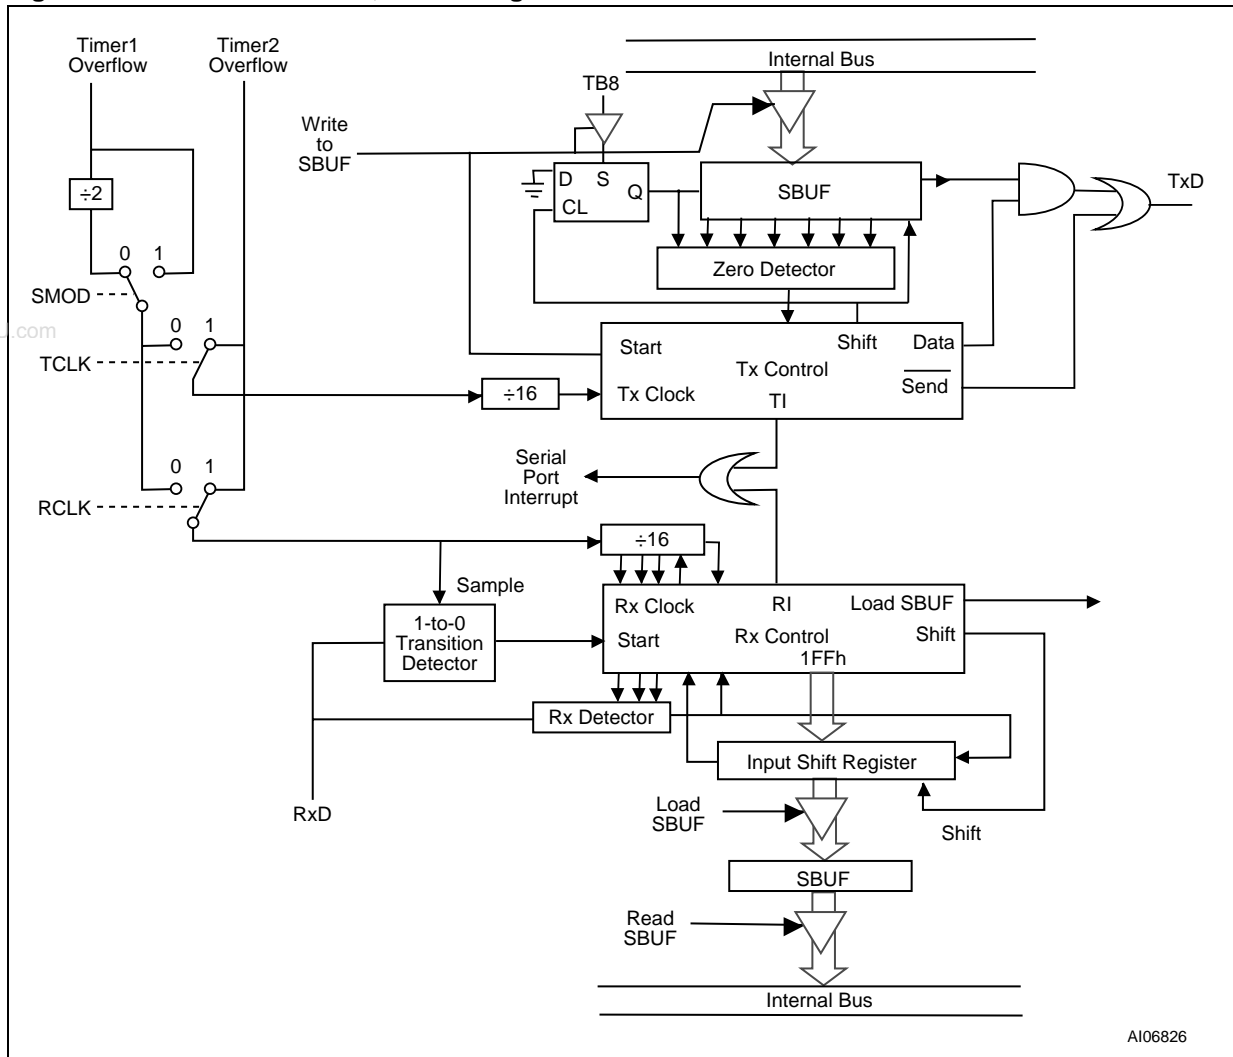 Timer1
Overflow
Timer2
Overflow
Internal Bus
TB8
Write
to
SBUF
D S
Q
CL
SBUF
TxD
÷2
Zero Detector
0 1
SMOD
0 1
TCLK
Start
Shift
Data
Tx Control
Send
Tx Clock
TI
÷16
Serial
Port
Interrupt
0 1
RCLK
÷16
Sample
Rx Clock
RI
Load SBUF
1-to-0
Transition
Detector
Start
Rx Control
Shift
1FFh
Rx Detector
Input Shift Register
RxD
Load
SBUF
Shift
SBUF
Read
SBUF
Internal Bus
AI06826